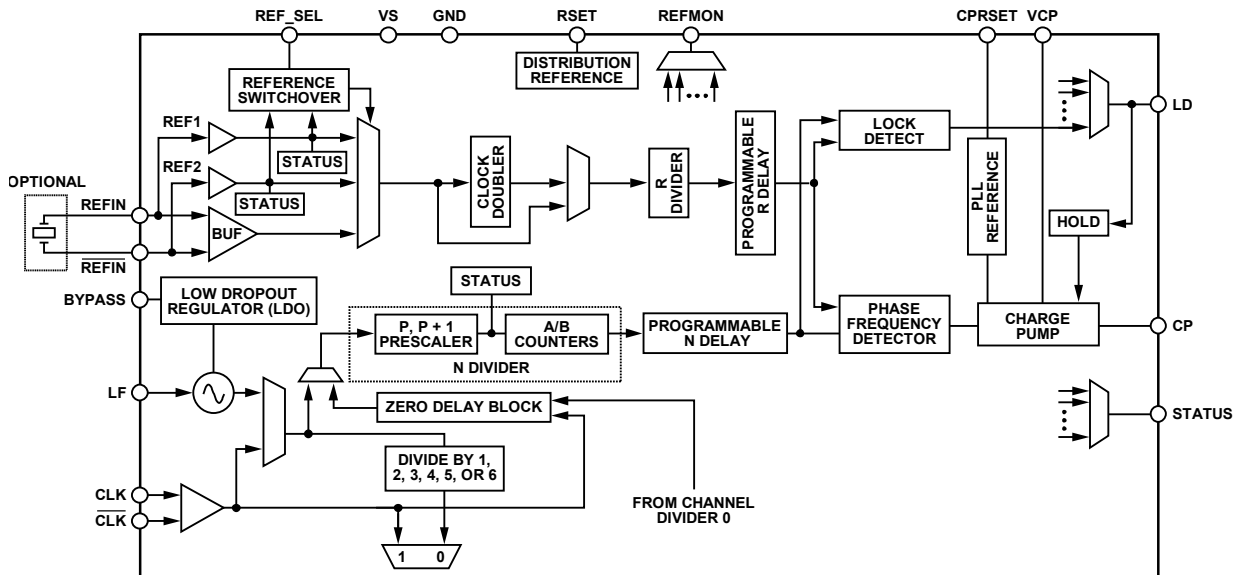 REF_SEL VS GND RSET REFMON CPRSET VCP
DISTRIBUTION
REFERENCE
REFERENCE
SWITCHOVER
LD
REF1
STATUS
LOCK
DETECT
REF2
STATUS
OPTIONAL
CLOCK
DOUBLER
R
DIVIDER
PROGRAMMABLE
R DELAY
PLL
REFERENCE
REFIN
BUF
HOLD
REFIN
BYPASS
LOW DROPOUT
REGULATOR (LDO)
STATUS
P, P + 1
PRESCALER
A/B
COUNTERS
N DIVIDER
PROGRAMMABLE
N DELAY
PHASE
FREQUENCY
DETECTOR
CHARGE
PUMP
CP
LF
ZERO DELAY BLOCK
STATUS
DIVIDE BY 1,
2, 3, 4, 5, OR 6
CLK
CLK
FROM CHANNEL
DIVIDER 0
1 0